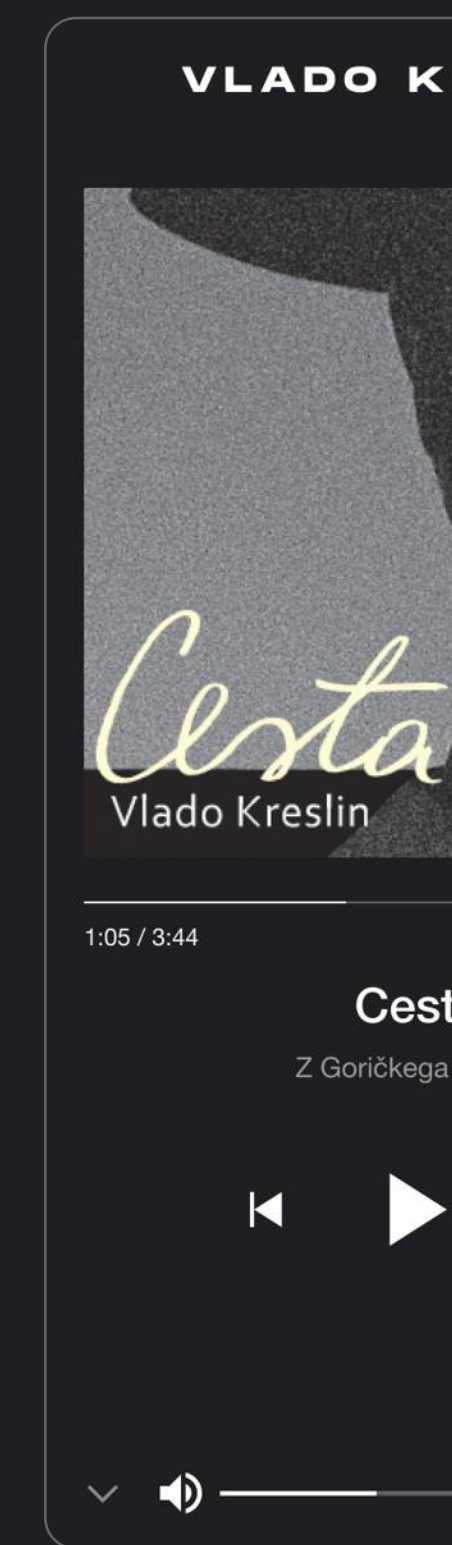 VLADO K
Cesta
Vlado Kreslin
1:05 / 3:44
Cest
Z Goričkega